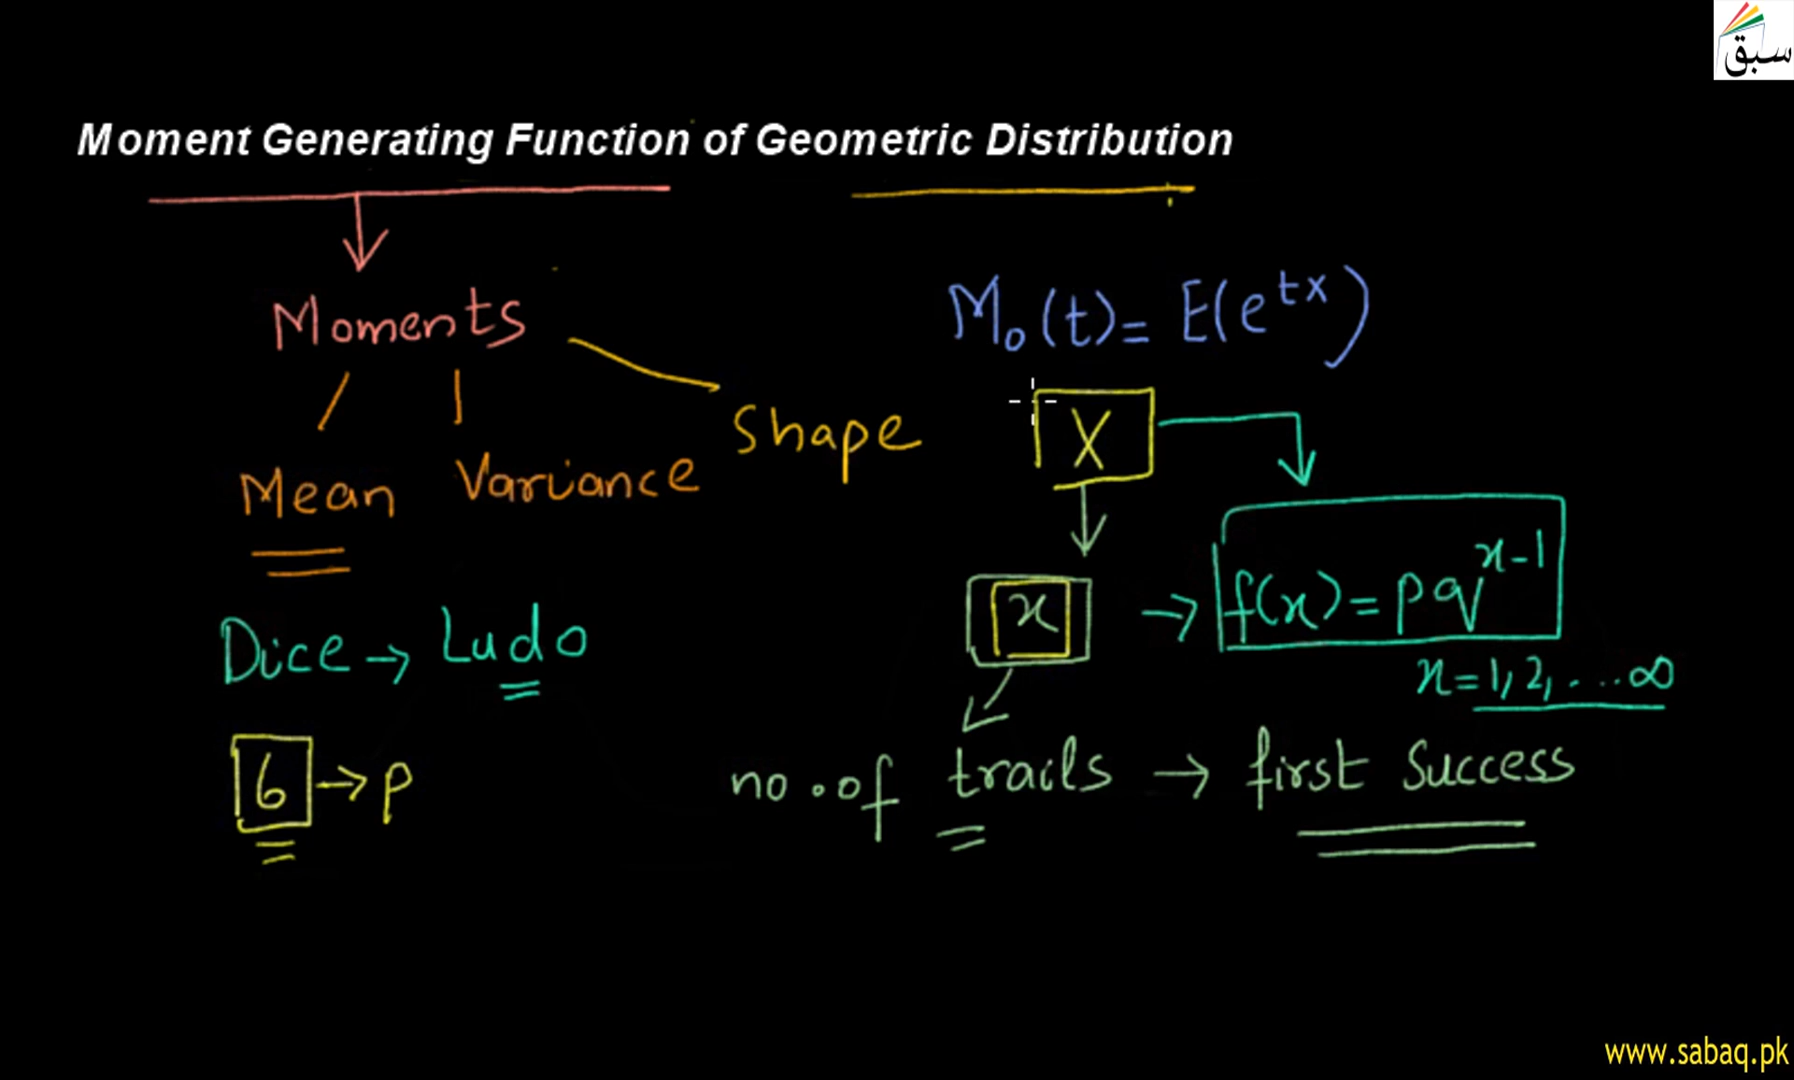 سبق
Moment Generating Function of Geometric Distribution
Moments
Mean
Variance
Shape
Dice → Ludo
6 → p
M₀(t) = E(e^tx)
X
x → f(x) = pq^x-1
x = 1, 2, ... ∞
no. of trails → first Success
www.sabaq.pk